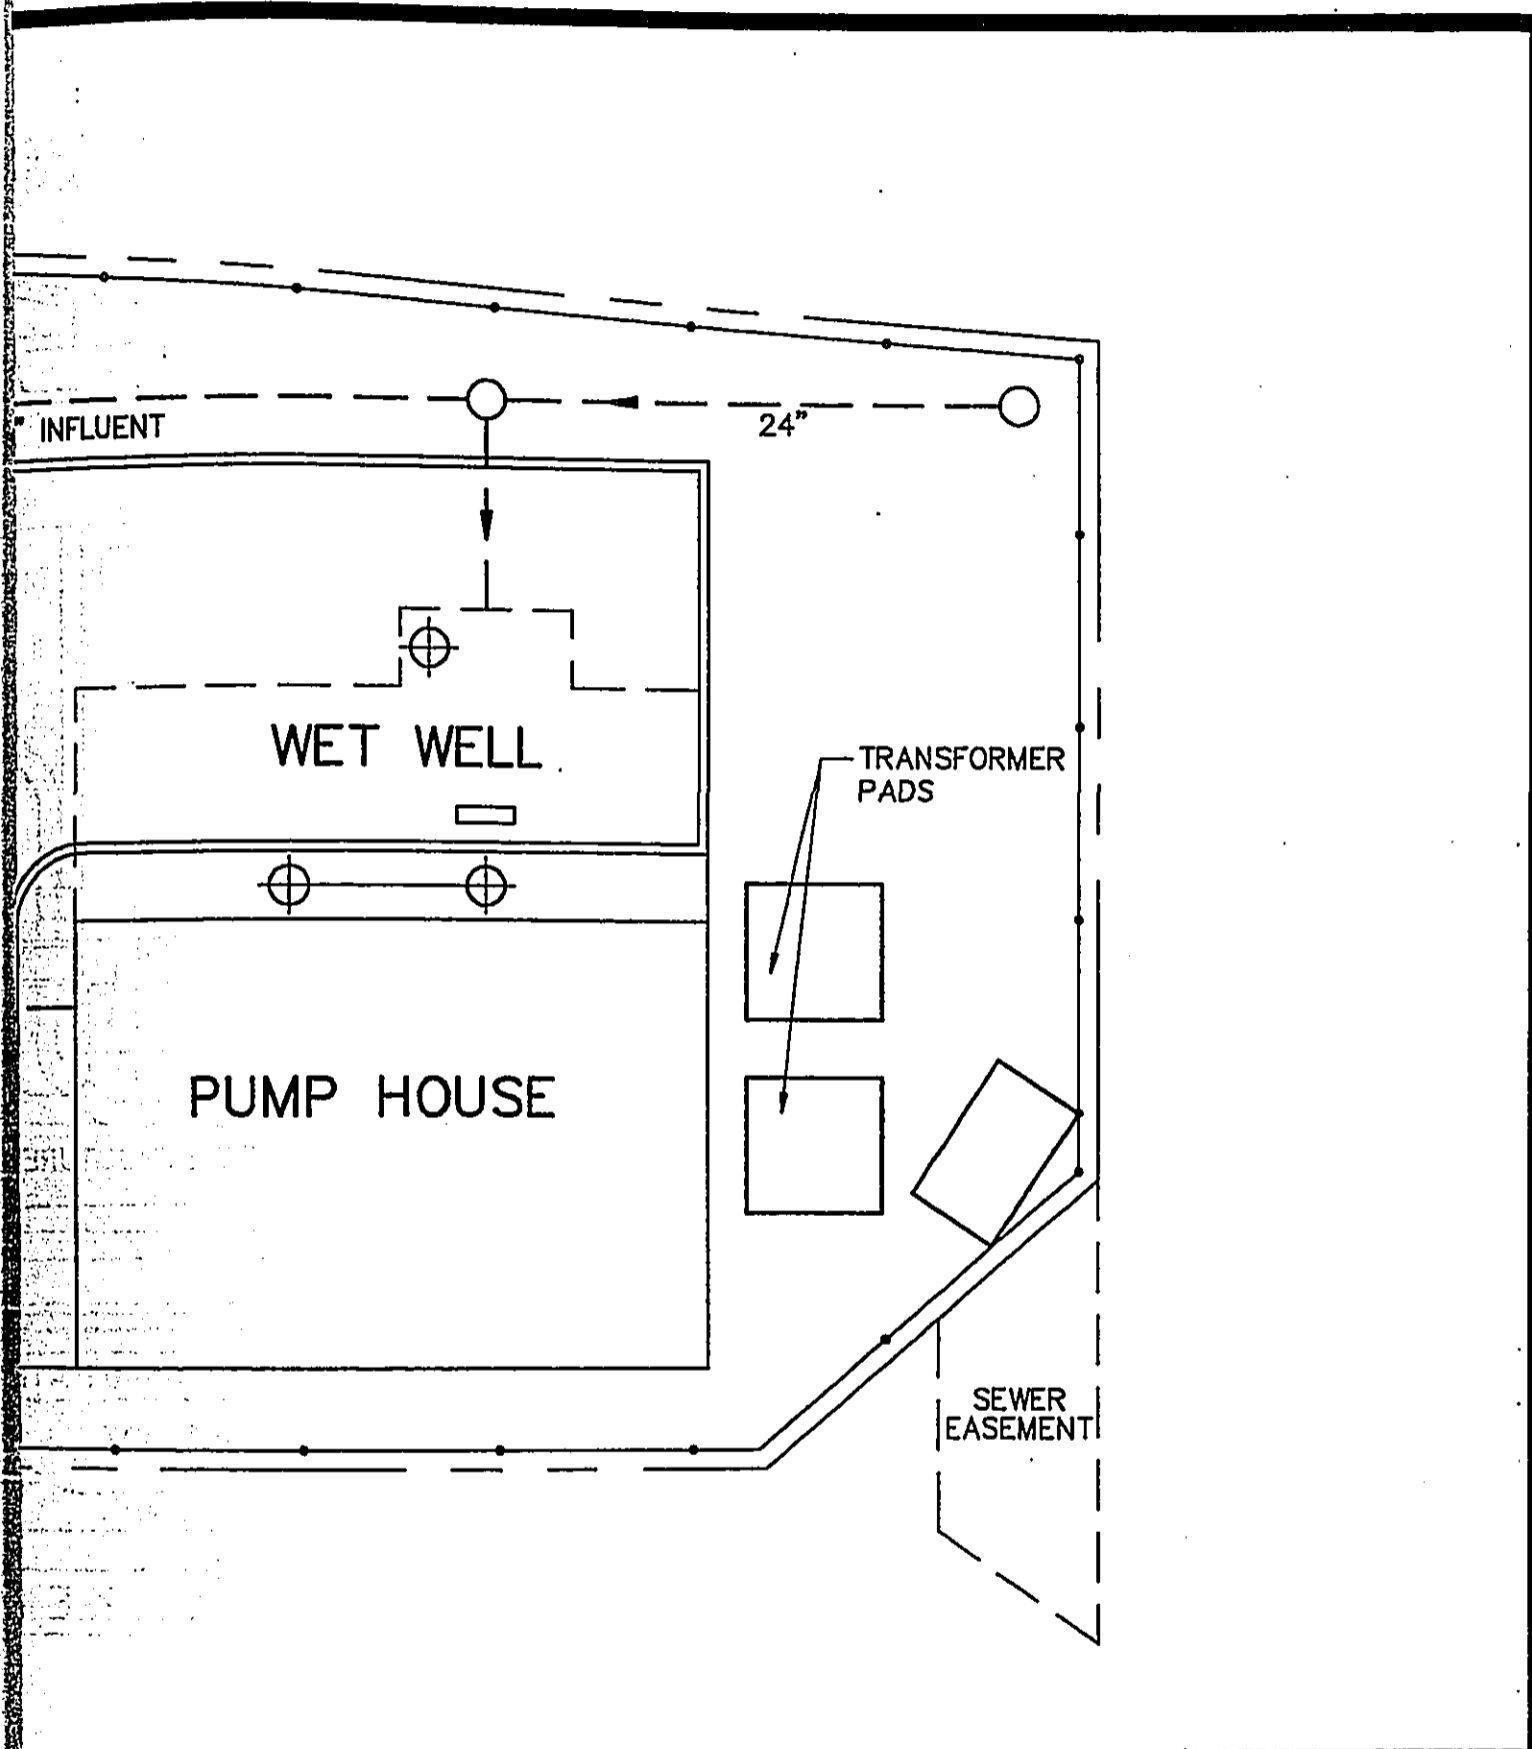 " INFLUENT
24"
WET WELL
TRANSFORMER
PADS
PUMP HOUSE
SEWER
EASEMENT